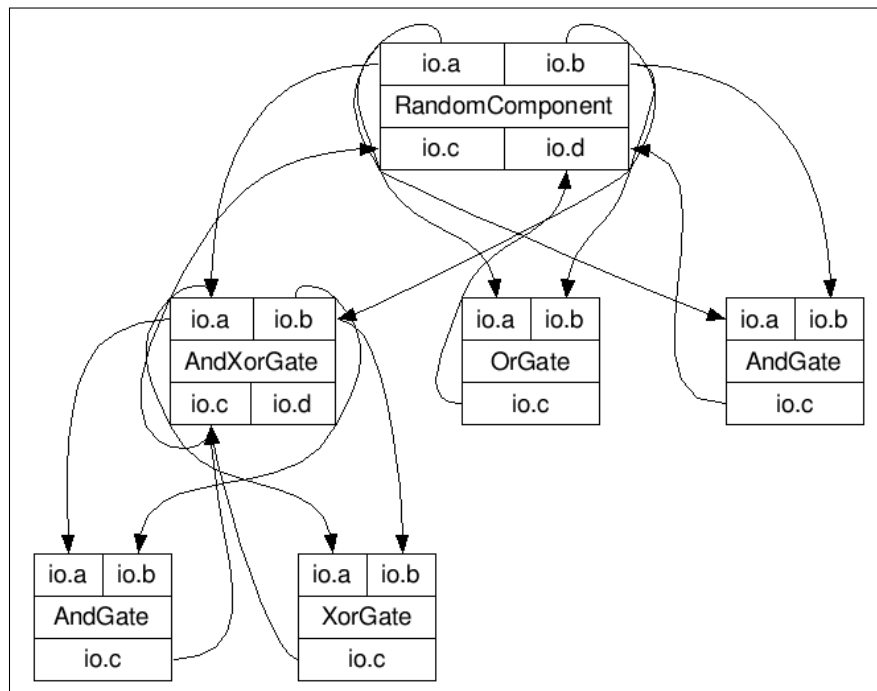 io.a io.b
RandomComponent
io.c io.d
io.a io.b
AndXorGate
io.c io.d
io.a io.b
OrGate
io.c
io.a io.b
AndGate
io.c
io.a io.b
AndGate
io.c
io.a io.b
XorGate
io.c